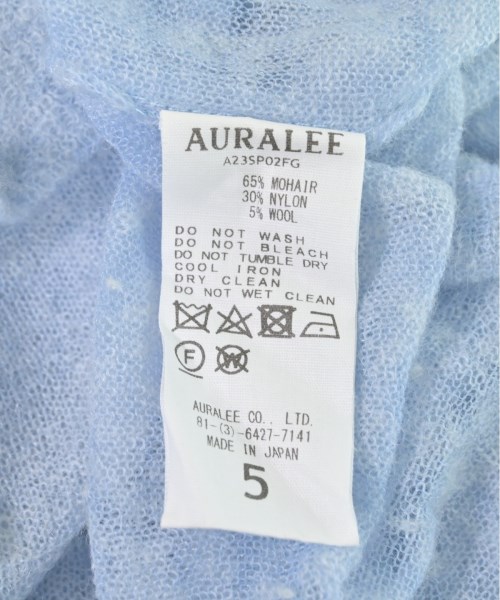 AURALEE
A23SP02FG
65% MOHAIR
30% NYLON
5% WOOL
DO NOT WASH
DO NOT BLEACH
DO NOT TUMBLE DRY
COOL IRON
DRY CLEAN
DO NOT WET CLEAN
F W
AURALEE CO., LTD.
81-(3)-6427-7141
MADE IN JAPAN
5